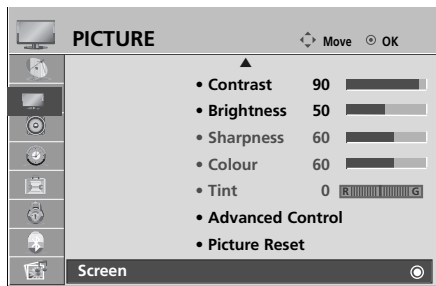 PICTURE Move OK
• Contrast 90
• Brightness 50
• Sharpness 60
• Colour 60
• Tint 0 R G
• Advanced Control
• Picture Reset
Screen